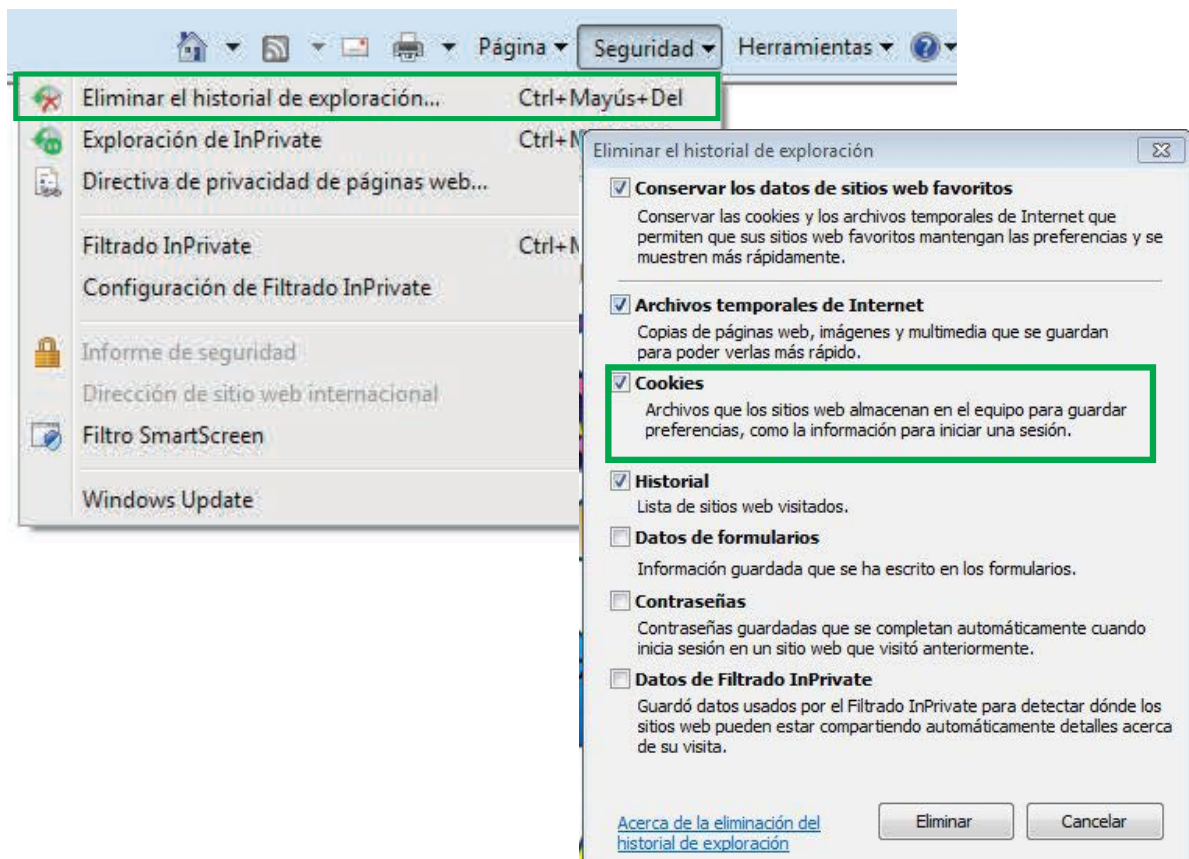 Página Seguridad Herramientas
Eliminar el historial de exploración... Ctrl+Mayús+Del
Exploración de InPrivate Ctrl+M
Directiva de privacidad de páginas web...
Filtrado InPrivate Ctrl+M
Configuración de Filtrado InPrivate
Informe de seguridad
Dirección de sitio web internacional
Filtro SmartScreen
Windows Update
Eliminar el historial de exploración
Conservar los datos de sitios web favoritos
Conservar las cookies y los archivos temporales de Internet que
permiten que sus sitios web favoritos mantengan las preferencias y se
muestren más rápidamente.
Archivos temporales de Internet
Copias de páginas web, imágenes y multimedia que se guardan
para poder verlas más rápido.
Cookies
Archivos que los sitios web almacenan en el equipo para guardar
preferencias, como la información para iniciar una sesión.
Historial
Lista de sitios web visitados.
Datos de formularios
Información guardada que se ha escrito en los formularios.
Contraseñas
Contraseñas guardadas que se completan automáticamente cuando
inicia sesión en un sitio web que visitó anteriormente.
Datos de Filtrado InPrivate
Guardó datos usados por el Filtrado InPrivate para detectar dónde los
sitios web pueden estar compartiendo automáticamente detalles acerca
de su visita.
Acerca de la eliminación del
historial de exploración
Eliminar Cancelar